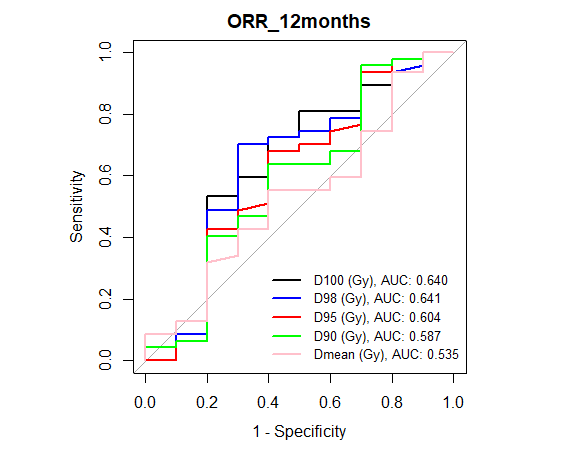 ORR_12months
Sensitivity
1.0
0.8
0.6
0.4
0.2
0.0
D100 (Gy), AUC: 0.640
D98 (Gy), AUC: 0.641
D95 (Gy), AUC: 0.604
D90 (Gy), AUC: 0.587
Dmean (Gy), AUC: 0.535
0.0 0.2 0.4 0.6 0.8 1.0
1 - Specificity